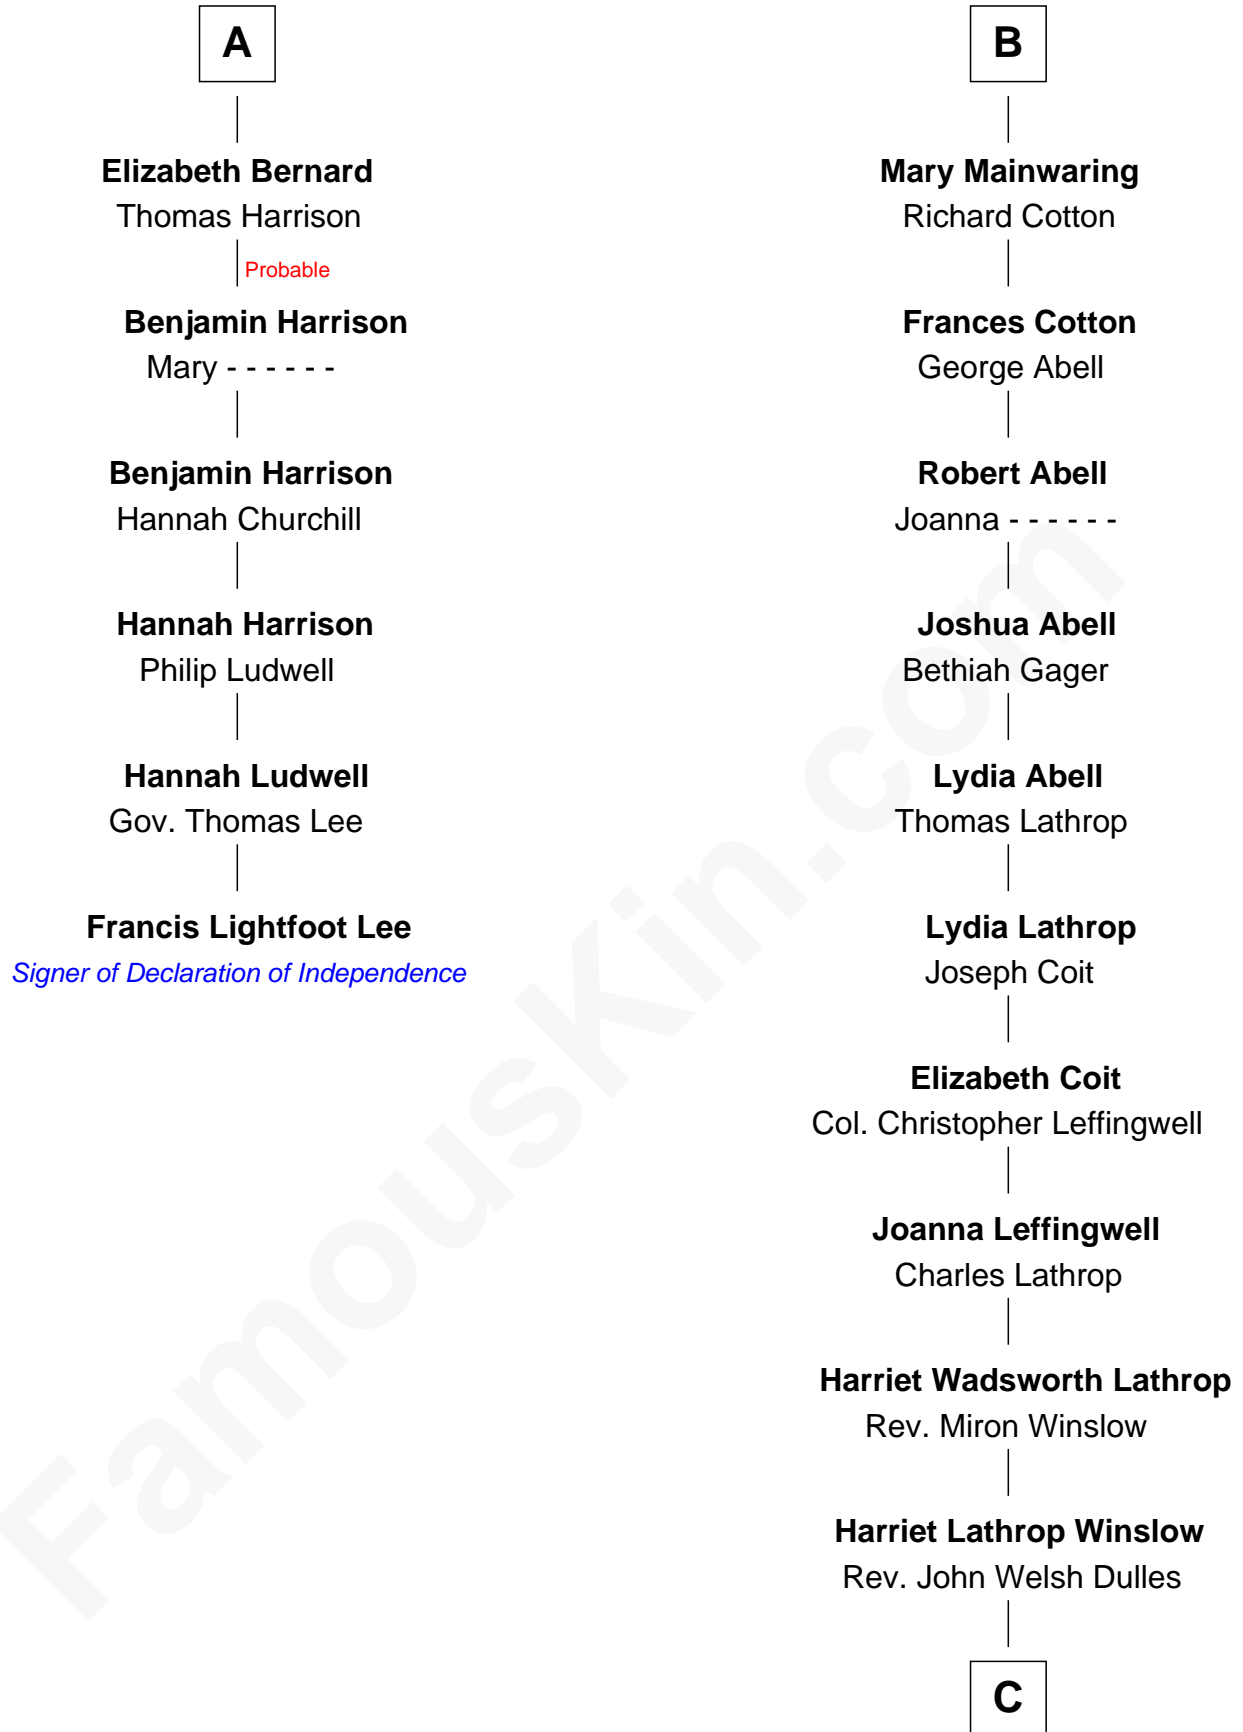 A
Elizabeth Bernard
Thomas Harrison
Probable
Benjamin Harrison
Mary - - - - - -
Benjamin Harrison
Hannah Churchill
Hannah Harrison
Philip Ludwell
Hannah Ludwell
Gov. Thomas Lee
Francis Lightfoot Lee
Signer of Declaration of Independence
B
Mary Mainwaring
Richard Cotton
Frances Cotton
George Abell
Robert Abell
Joanna - - - - - -
Joshua Abell
Bethiah Gager
Lydia Abell
Thomas Lathrop
Lydia Lathrop
Joseph Coit
Elizabeth Coit
Col. Christopher Leffingwell
Joanna Leffingwell
Charles Lathrop
Harriet Wadsworth Lathrop
Rev. Miron Winslow
Harriet Lathrop Winslow
Rev. John Welsh Dulles
C
FamousKin.com